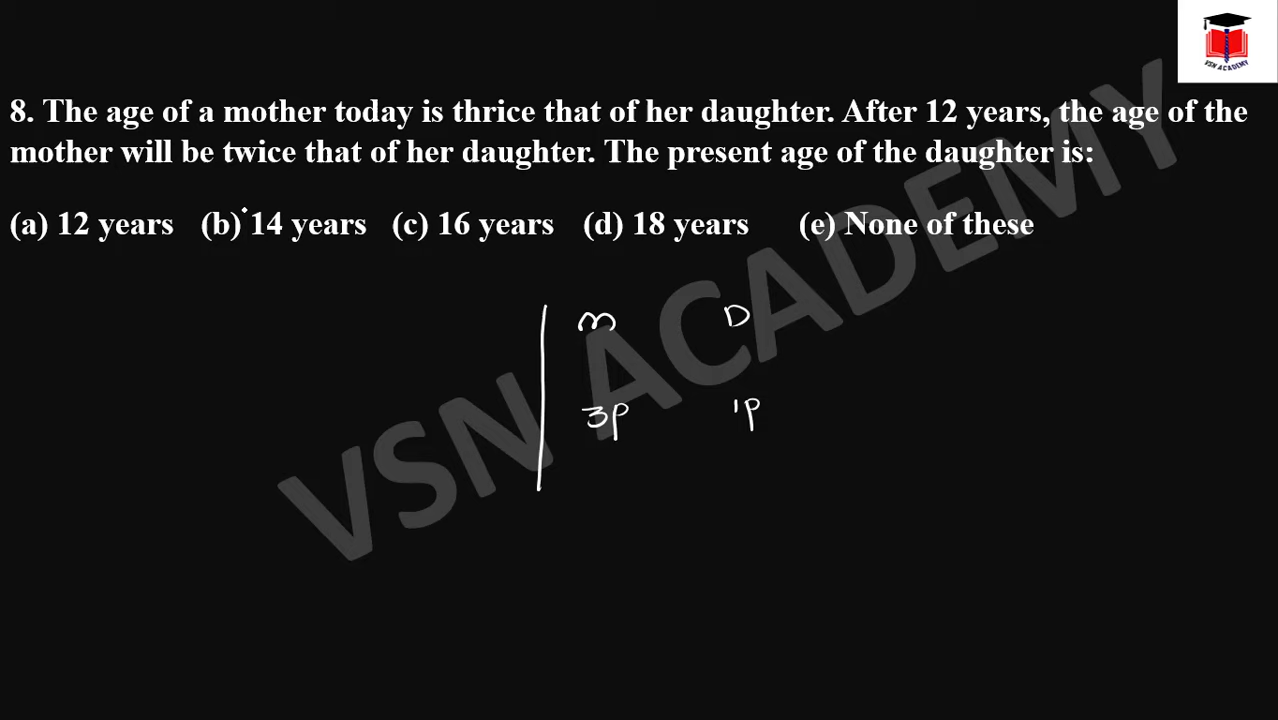 VSN ACADEMY
8. The age of a mother today is thrice that of her daughter. After 12 years, the age of the
mother will be twice that of her daughter. The present age of the daughter is:
(a) 12 years (b) 14 years (c) 16 years (d) 18 years (e) None of these
m D
3p 1p
VSN ACADEMY